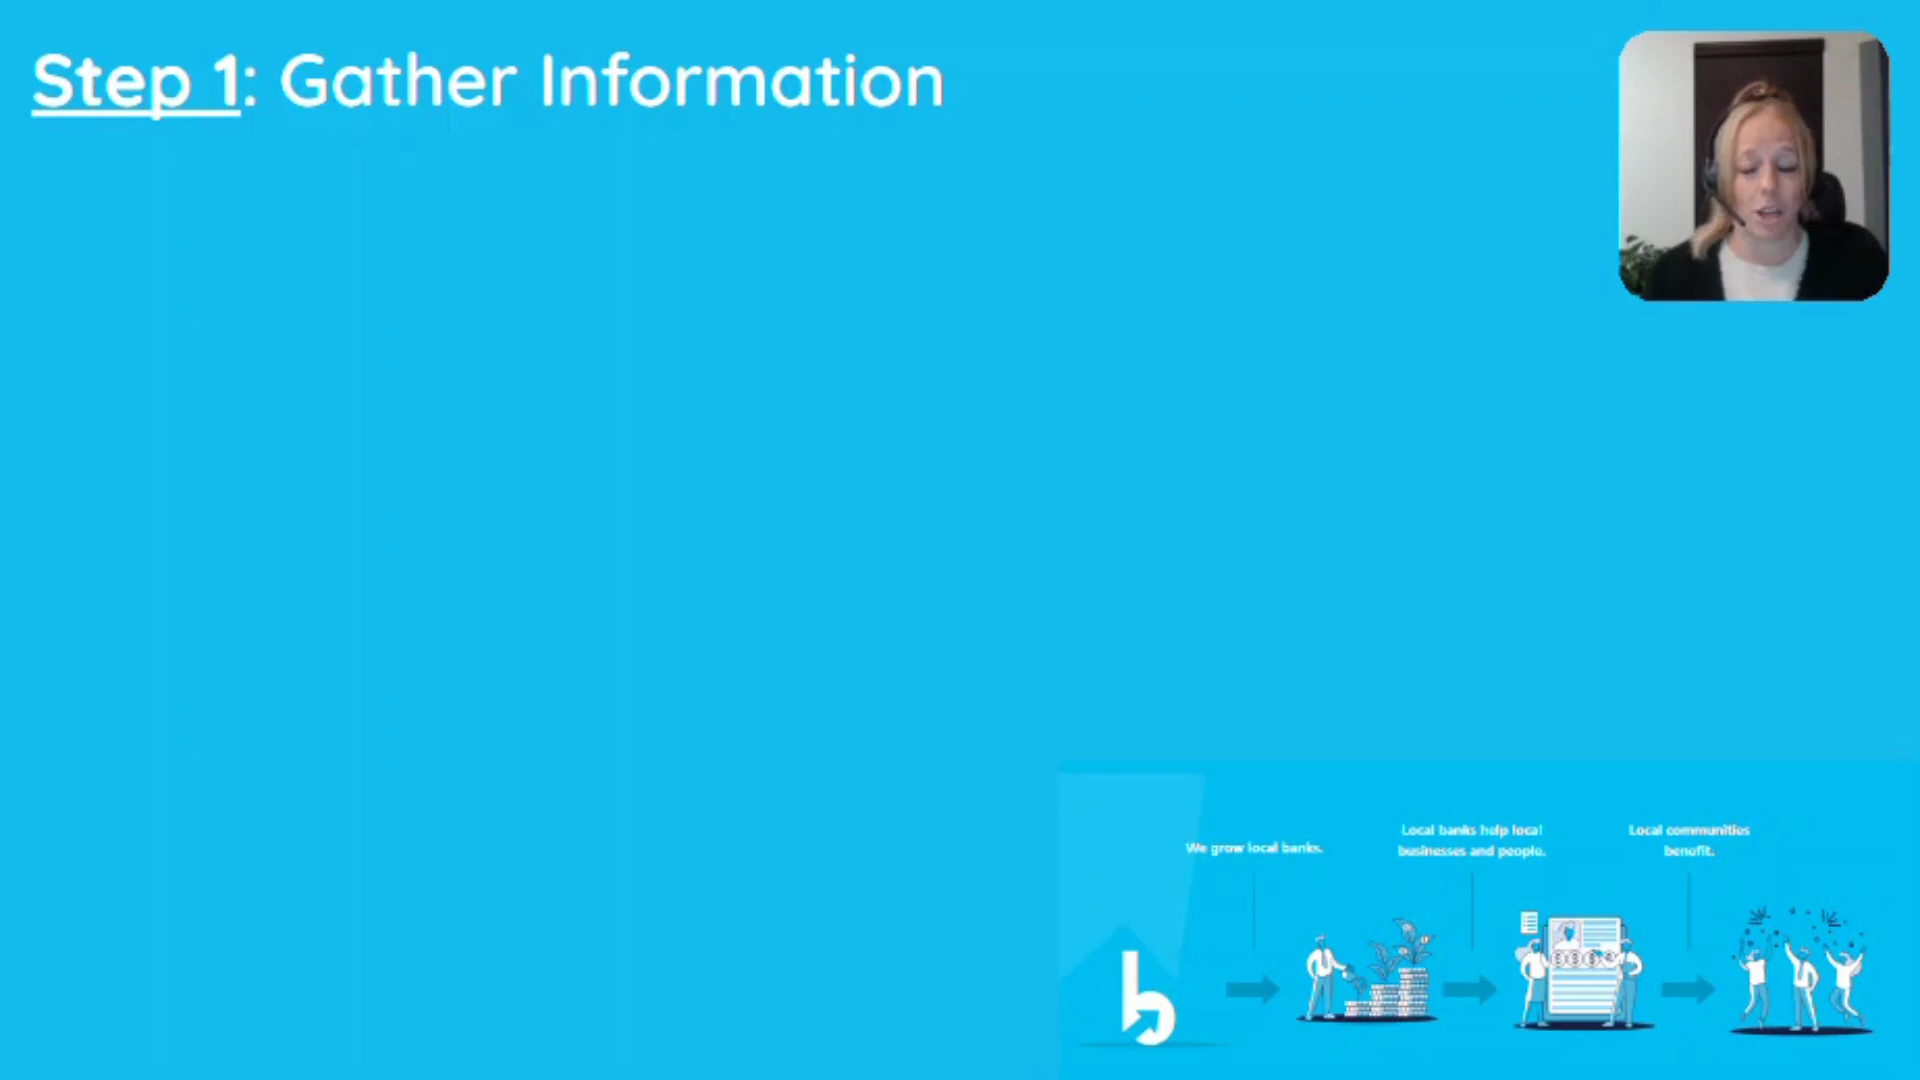 Step 1: Gather Information
We grow local banks.
Local banks help local
businesses and people.
Local communities
benefit.
b